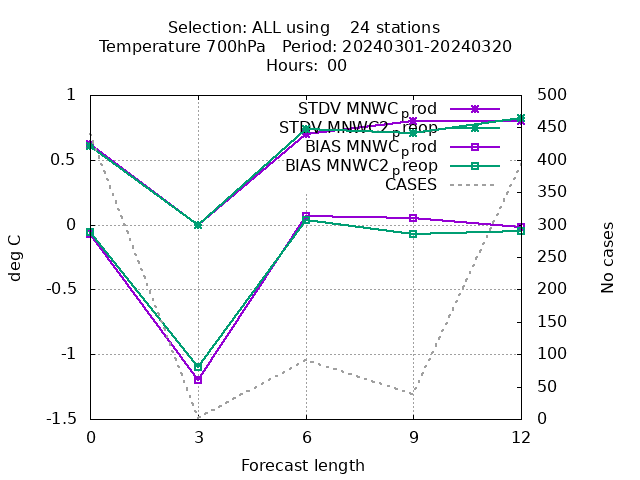 Selection: ALL using    24 stations
Temperature 700hPa   Period: 20240301-20240320
Hours:  00
STDV MNWC_prod
STDV MNWC2_preop
BIAS MNWC_prod
BIAS MNWC2_preop
CASES
1
0.5
0
-0.5
-1
-1.5
500
450
400
350
300
250
200
150
100
50
0
deg C
No cases
0 3 6 9 12
Forecast length